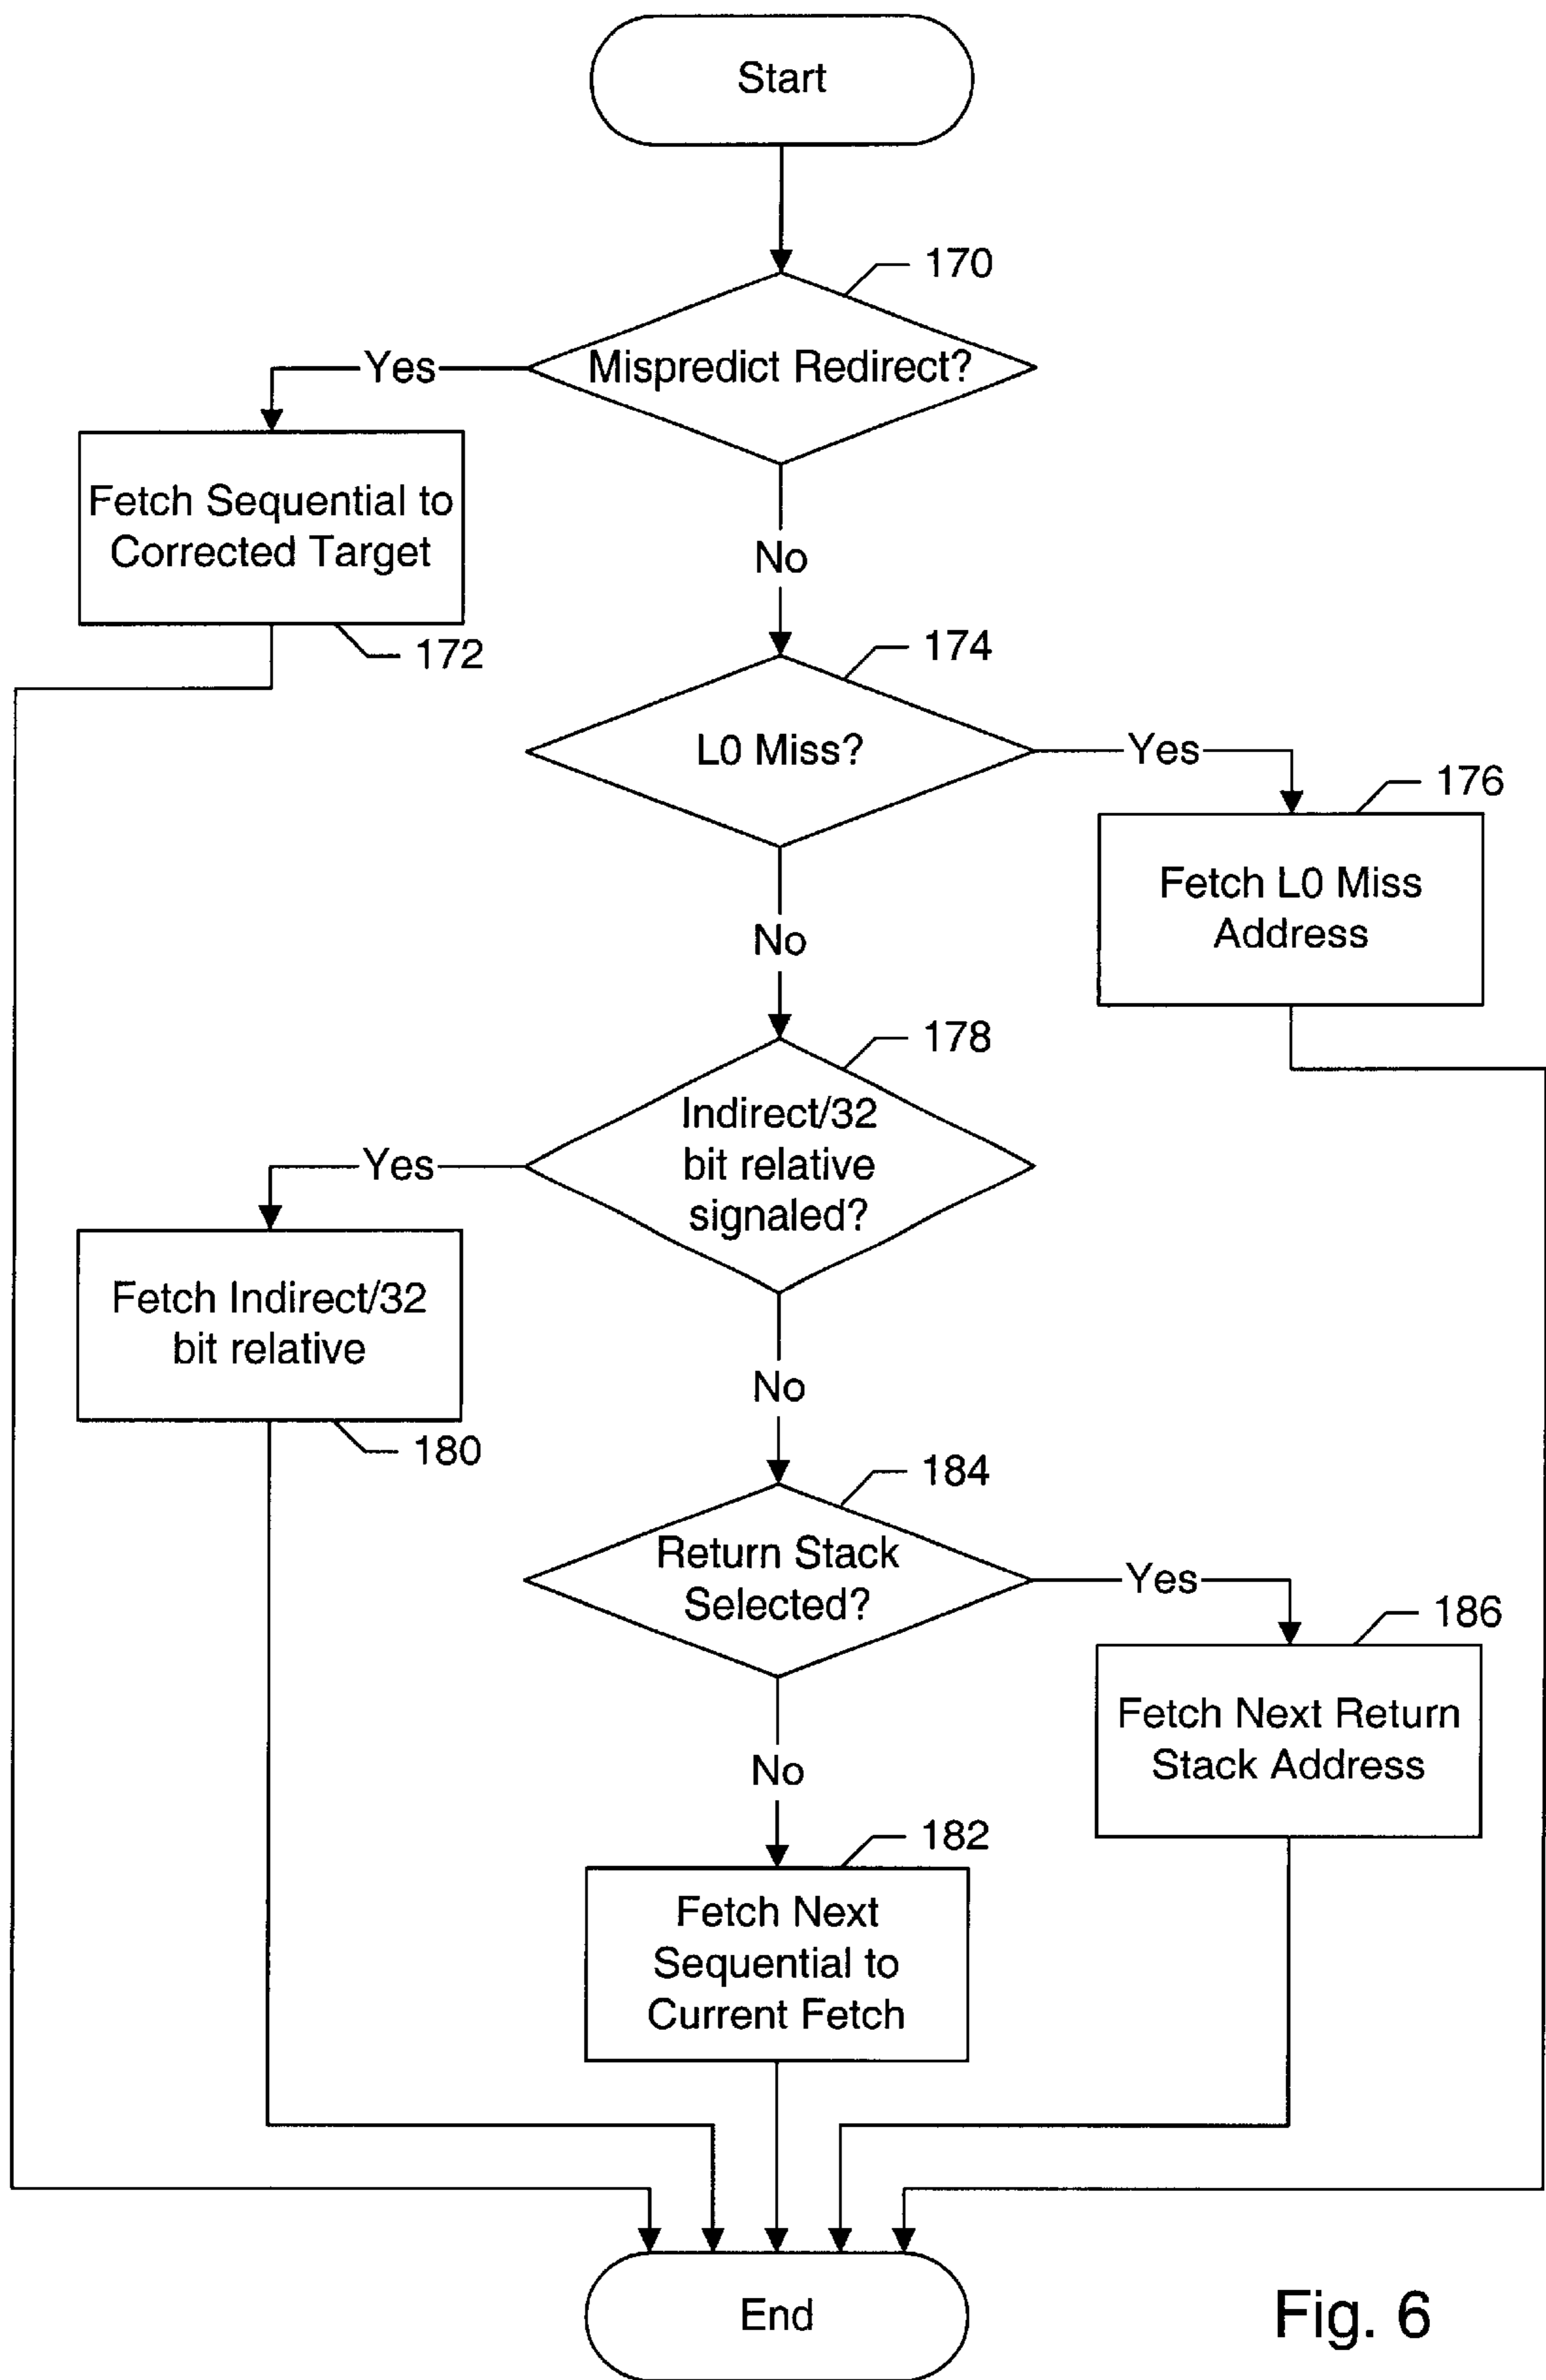 Start
170
Mispredict Redirect?
Yes
Fetch Sequential to
Corrected Target
172
No
174
L0 Miss?
Yes
176
Fetch L0 Miss
Address
No
178
Indirect/32
bit relative
signaled?
Yes
Fetch Indirect/32
bit relative
180
No
184
Return Stack
Selected?
Yes
186
Fetch Next Return
Stack Address
No
182
Fetch Next
Sequential to
Current Fetch
End
Fig. 6